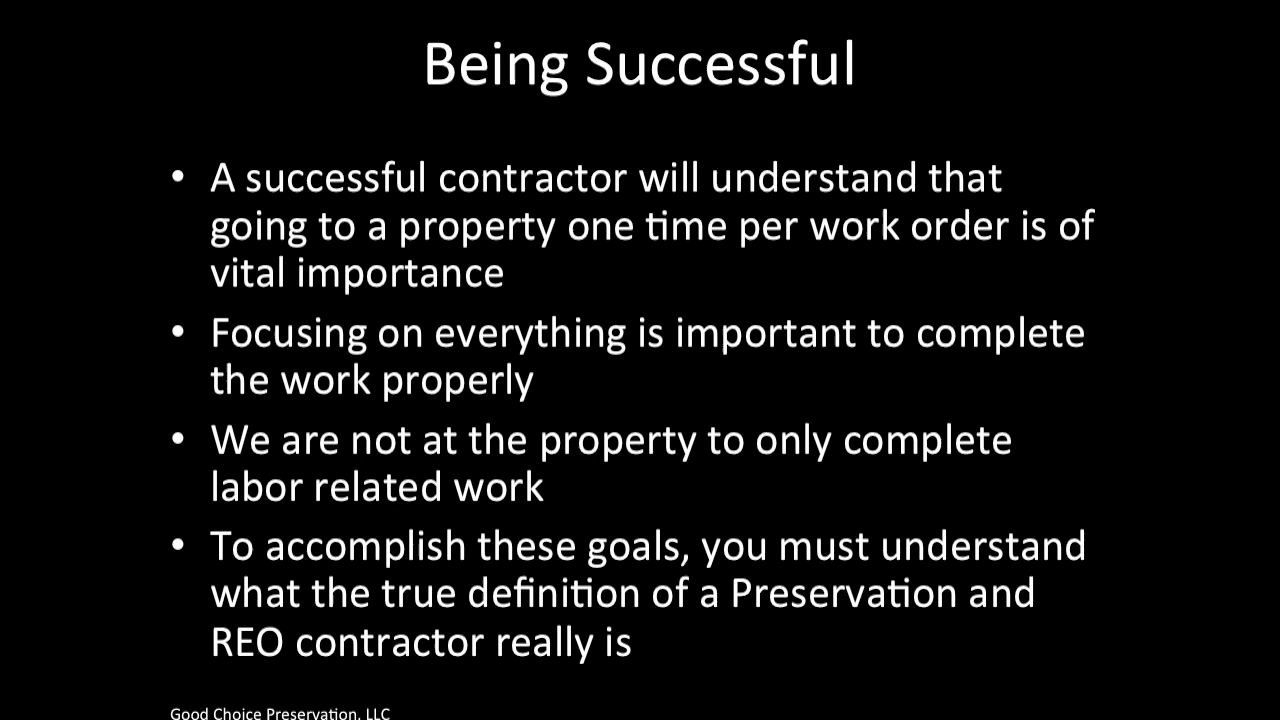 Being Successful
• A successful contractor will understand that
going to a property one time per work order is of
vital importance
• Focusing on everything is important to complete
the work properly
• We are not at the property to only complete
labor related work
• To accomplish these goals, you must understand
what the true definition of a Preservation and
REO contractor really is
Good Choice Preservation, LLC